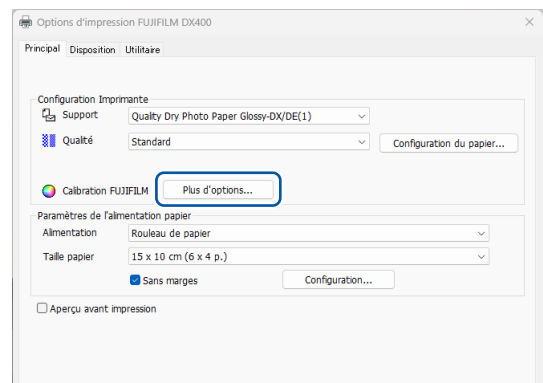 Options d'impression FUJIFILM DX400
Principal Disposition Utilitaire
Configuration Imprimante
Support Quality Dry Photo Paper Glossy-DX/DE(1)
Qualité Standard Configuration du papier...
Calibration FUJIFILM Plus d'options...
Paramètres de l'alimentation papier
Alimentation Rouleau de papier
Taille papier 15 x 10 cm (6 x 4 p.)
Sans marges Configuration...
Aperçu avant impression